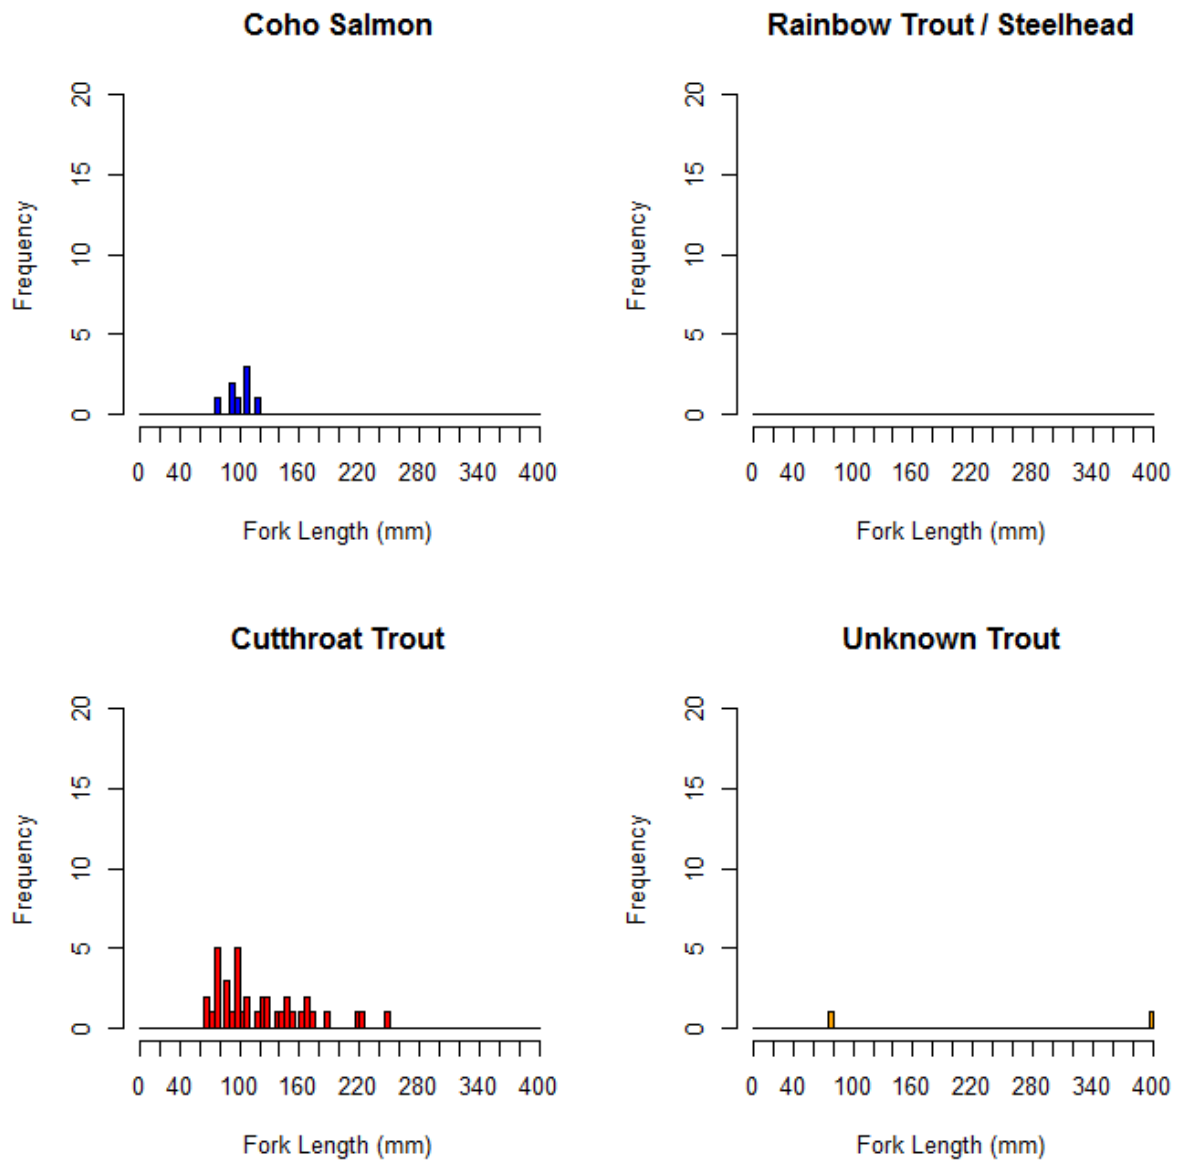 Coho Salmon
Frequency
20
15
10
5
0
0 40 100 160 220 280 340 400
Fork Length (mm)
Rainbow Trout / Steelhead
Frequency
20
15
10
5
0
0 40 100 160 220 280 340 400
Fork Length (mm)
Cutthroat Trout
Frequency
20
15
10
5
0
0 40 100 160 220 280 340 400
Fork Length (mm)
Unknown Trout
Frequency
20
15
10
5
0
0 40 100 160 220 280 340 400
Fork Length (mm)